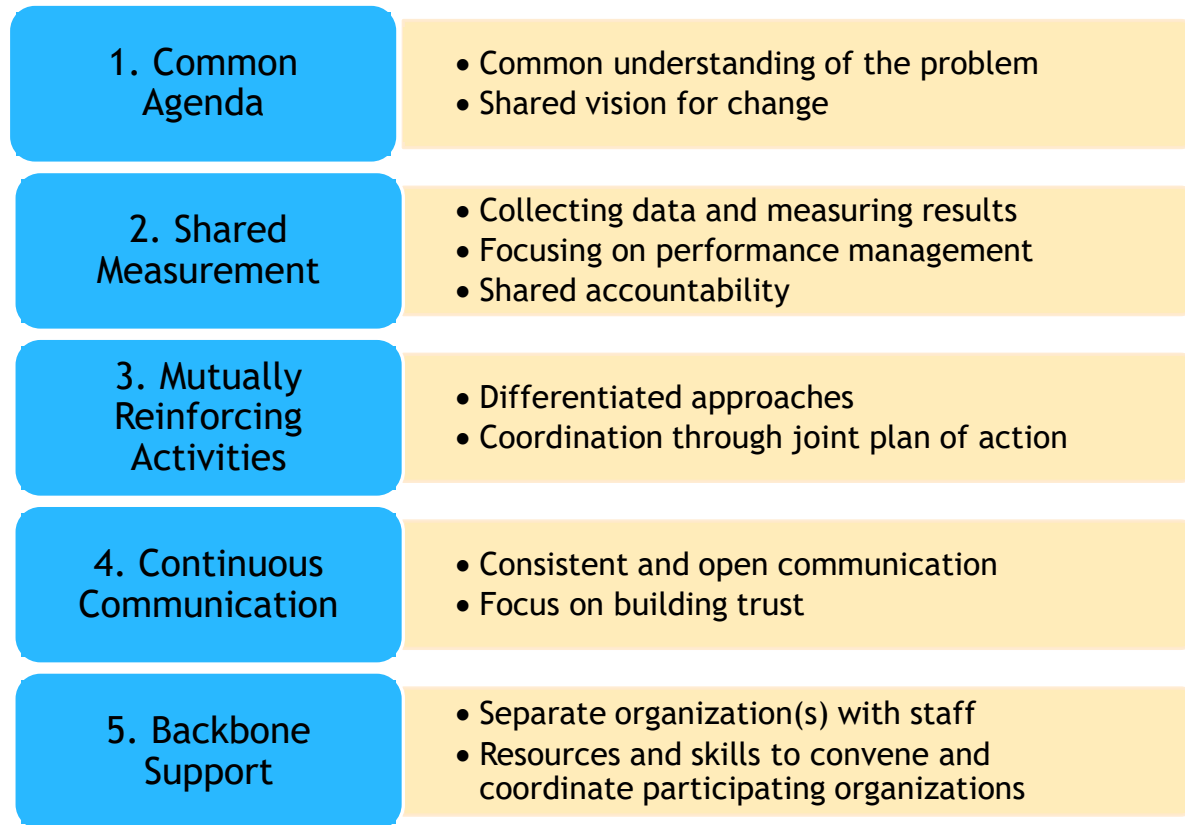 1. Common
Agenda
• Common understanding of the problem
• Shared vision for change
2. Shared
Measurement
• Collecting data and measuring results
• Focusing on performance management
• Shared accountability
3. Mutually
Reinforcing
Activities
• Differentiated approaches
• Coordination through joint plan of action
4. Continuous
Communication
• Consistent and open communication
• Focus on building trust
5. Backbone
Support
• Separate organization(s) with staff
• Resources and skills to convene and
coordinate participating organizations